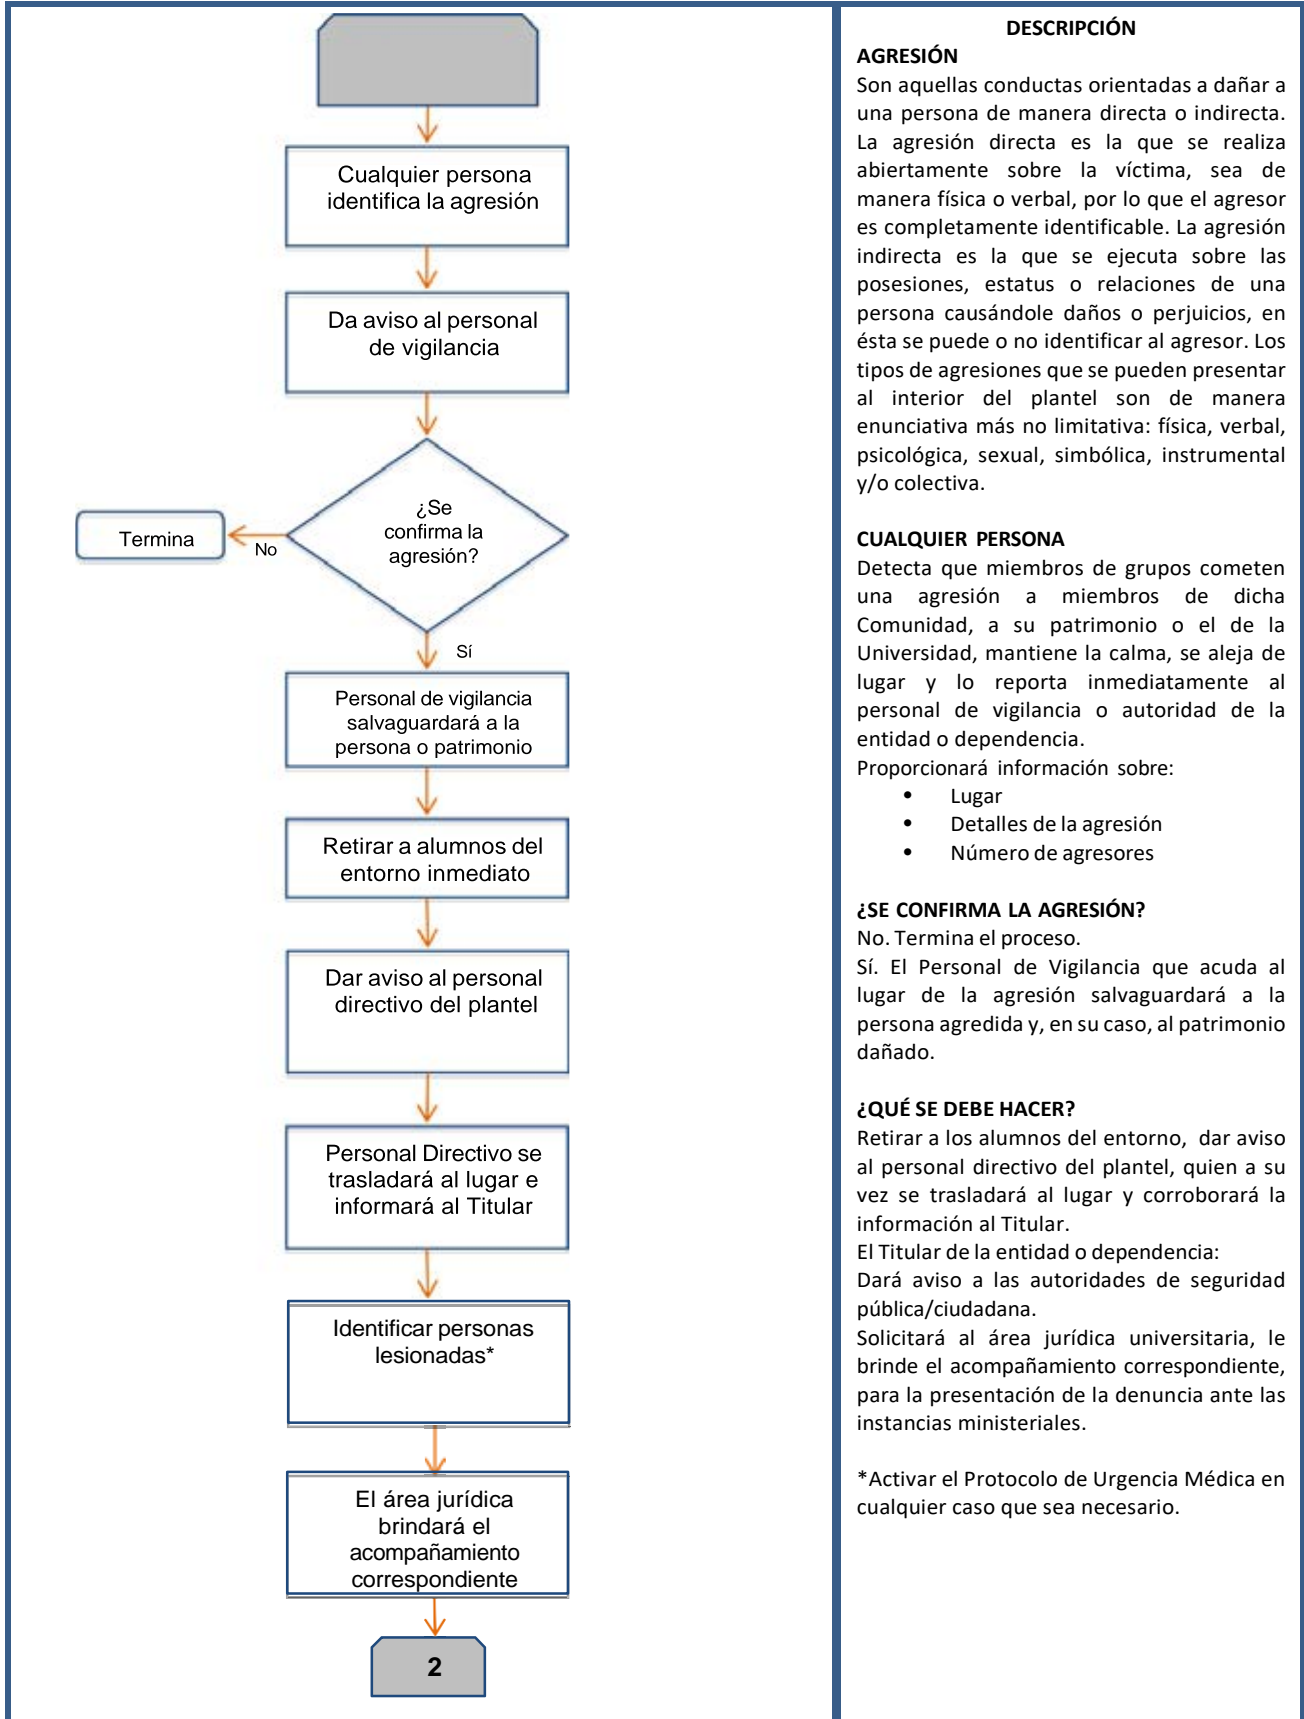 Cualquier persona
identifica la agresión
Da aviso al personal
de vigilancia
¿Se
confirma la
agresión?
No
Termina
Sí
Personal de vigilancia
salvaguardará a la
persona o patrimonio
Retirar a alumnos del
entorno inmediato
Dar aviso al personal
directivo del plantel
Personal Directivo se
trasladará al lugar e
informará al Titular
Identificar personas
lesionadas*
El área jurídica
brindará el
acompañamiento
correspondiente
2
DESCRIPCIÓN
AGRESIÓN
Son aquellas conductas orientadas a dañar a
una persona de manera directa o indirecta.
La agresión directa es la que se realiza
abiertamente sobre la víctima, sea de
manera física o verbal, por lo que el agresor
es completamente identificable. La agresión
indirecta es la que se ejecuta sobre las
posesiones, estatus o relaciones de una
persona causándole daños o perjuicios, en
ésta se puede o no identificar al agresor. Los
tipos de agresiones que se pueden presentar
al interior del plantel son de manera
enunciativa más no limitativa: física, verbal,
psicológica, sexual, simbólica, instrumental
y/o colectiva.
CUALQUIER PERSONA
Detecta que miembros de grupos cometen
una agresión a miembros de dicha
Comunidad, a su patrimonio o el de la
Universidad, mantiene la calma, se aleja de
lugar y lo reporta inmediatamente al
personal de vigilancia o autoridad de la
entidad o dependencia.
Proporcionará información sobre:
• Lugar
• Detalles de la agresión
• Número de agresores
¿SE CONFIRMA LA AGRESIÓN?
No. Termina el proceso.
Sí. El Personal de Vigilancia que acuda al
lugar de la agresión salvaguardará a la
persona agredida y, en su caso, al patrimonio
dañado.
¿QUÉ SE DEBE HACER?
Retirar a los alumnos del entorno, dar aviso
al personal directivo del plantel, quien a su
vez se trasladará al lugar y corroborará la
información al Titular.
El Titular de la entidad o dependencia:
Dará aviso a las autoridades de seguridad
pública/ciudadana.
Solicitará al área jurídica universitaria, le
brinde el acompañamiento correspondiente,
para la presentación de la denuncia ante las
instancias ministeriales.
*Activar el Protocolo de Urgencia Médica en
cualquier caso que sea necesario.